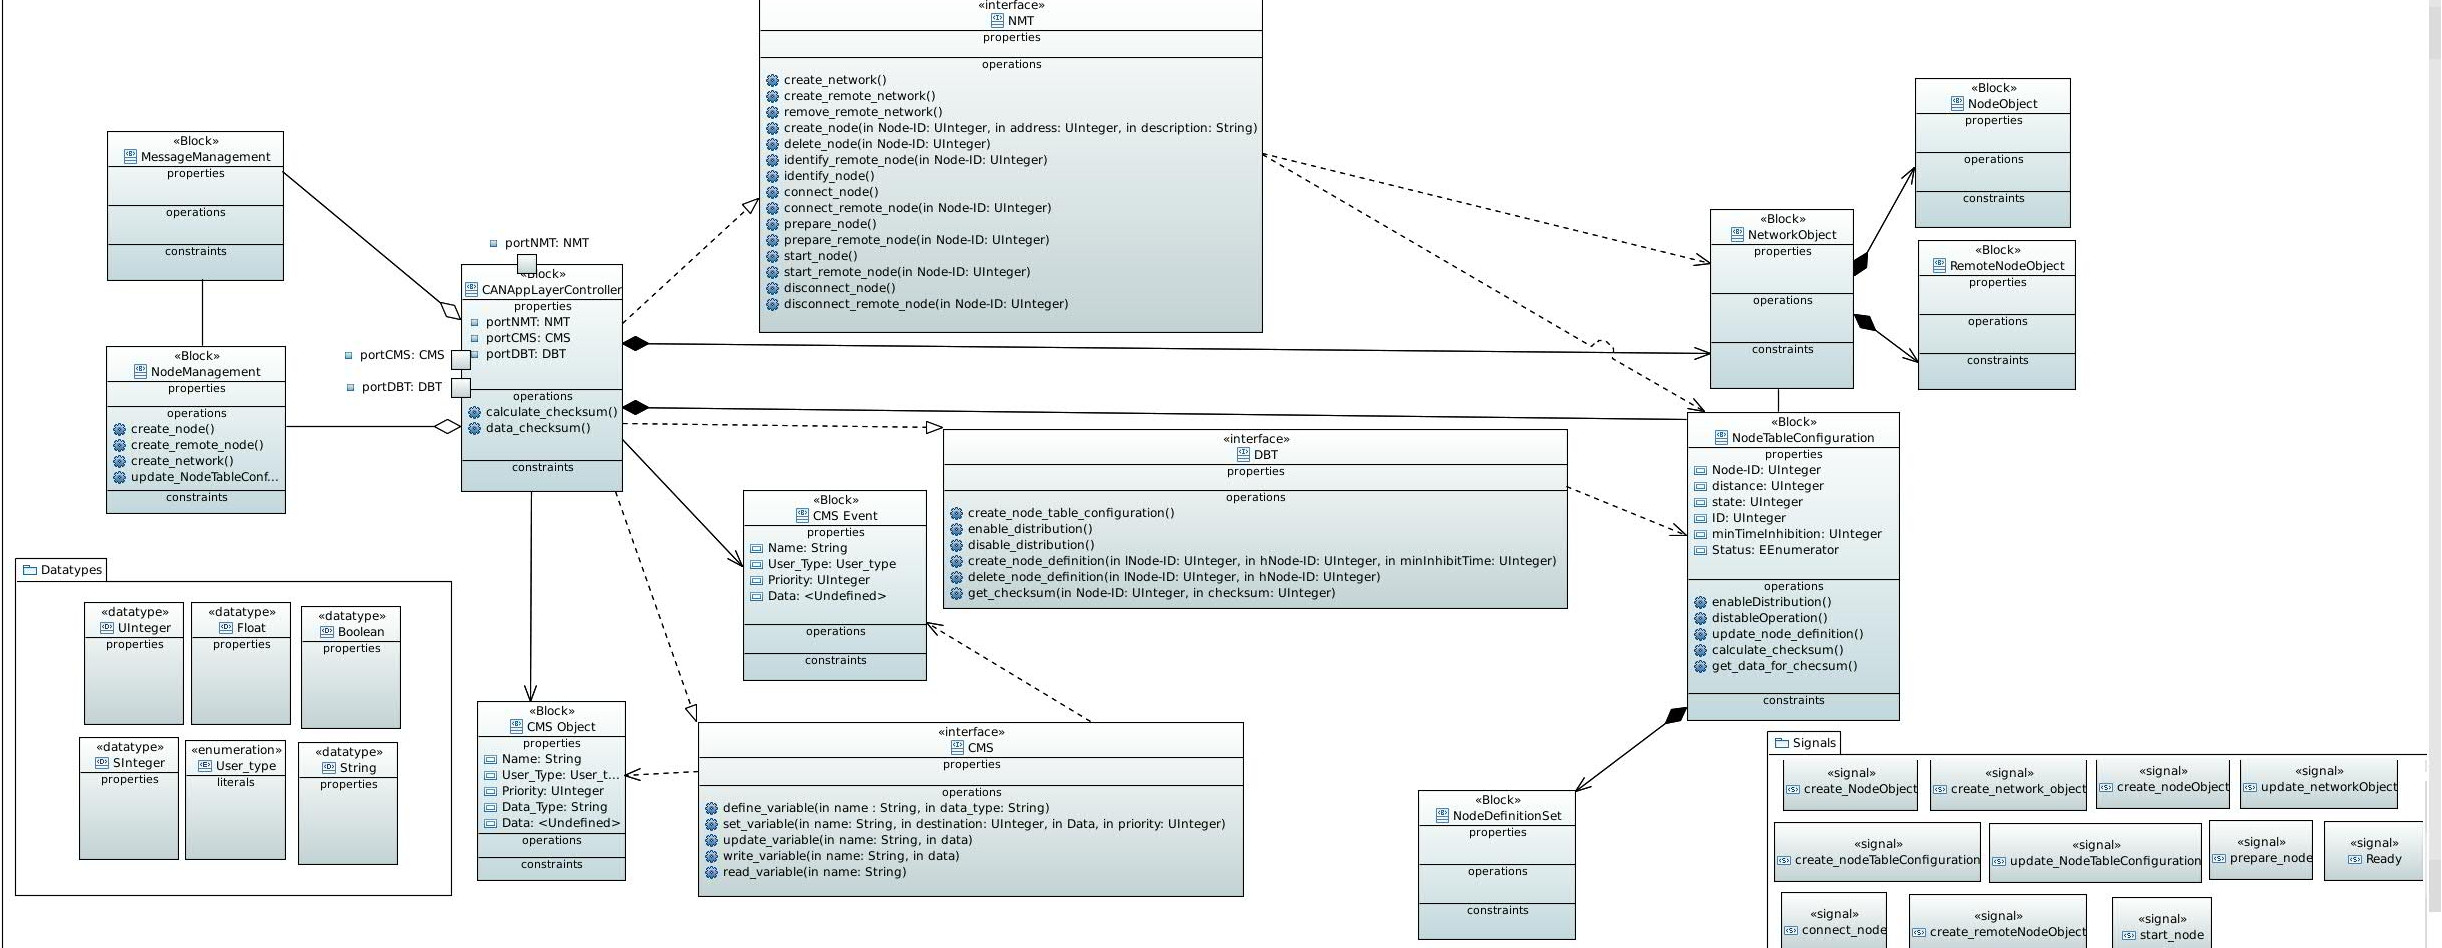 «interface»
NMT
properties
operations
create_network()
create_remote_network()
remove_remote_network()
create_node(in Node-ID: UInteger, in address: UInteger, in description: String)
delete_node(in Node-ID: UInteger)
identify_remote_node(in Node-ID: UInteger)
identify_node()
connect_node()
connect_remote_node(in Node-ID: UInteger)
prepare_node()
prepare_remote_node(in Node-ID: UInteger)
start_node()
start_remote_node(in Node-ID: UInteger)
disconnect_node()
disconnect_remote_node(in Node-ID: UInteger)
«Block»
NodeObject
properties
operations
constraints
«Block»
MessageManagement
properties
operations
constraints
«Block»
NetworkObject
properties
operations
constraints
«Block»
RemoteNodeObject
properties
operations
constraints
portNMT: NMT
«Block»
CANAppLayerController
properties
portNMT: NMT
portCMS: CMS
portDBT: DBT
operations
calculate_checksum()
data_checksum()
constraints
portCMS: CMS
portDBT: DBT
«Block»
NodeManagement
properties
operations
create_node()
create_remote_node()
create_network()
update_NodeTableConf...
constraints
«interface»
DBT
properties
operations
create_node_table_configuration()
enable_distribution()
disable_distribution()
create_node_definition(in lNode-ID: UInteger, in hNode-ID: UInteger, in minInhibitTime: UInteger)
delete_node_definition(in lNode-ID: UInteger, in hNode-ID: UInteger)
get_checksum(in Node-ID: UInteger, in checksum: UInteger)
«Block»
NodeTableConfiguration
properties
Node-ID: UInteger
distance: UInteger
state: UInteger
ID: UInteger
minTimeInhibition: UInteger
Status: EEnumerator
operations
enableDistribution()
distableOperation()
update_node_definition()
calculate_checksum()
get_data_for_checsum()
constraints
«Block»
CMS Event
properties
Name: String
User_Type: User_type
Priority: UInteger
Data: <Undefined>
operations
constraints
Datatypes
«datatype»
UInteger
properties
«datatype»
Float
properties
«datatype»
Boolean
properties
«datatype»
SInteger
properties
«enumeration»
User_type
literals
«datatype»
String
properties
«Block»
CMS Object
properties
Name: String
User_Type: User_t...
Priority: UInteger
Data_Type: String
Data: <Undefined>
operations
constraints
«interface»
CMS
properties
operations
define_variable(in name : String, in data_type: String)
set_variable(in name: String, in destination: UInteger, in Data, in priority: UInteger)
update_variable(in name: String, in data)
write_variable(in name: String, in data)
read_variable(in name: String)
«Block»
NodeDefinitionSet
properties
operations
constraints
Signals
«signal»
create_NodeObject
«signal»
create_network_object
«signal»
create_nodeObject
«signal»
update_networkObject
«signal»
create_nodeTableConfiguration
«signal»
update_NodeTableConfiguration
«signal»
prepare_node
«signal»
Ready
«signal»
connect_node
«signal»
create_remoteNodeObject
«signal»
start_node